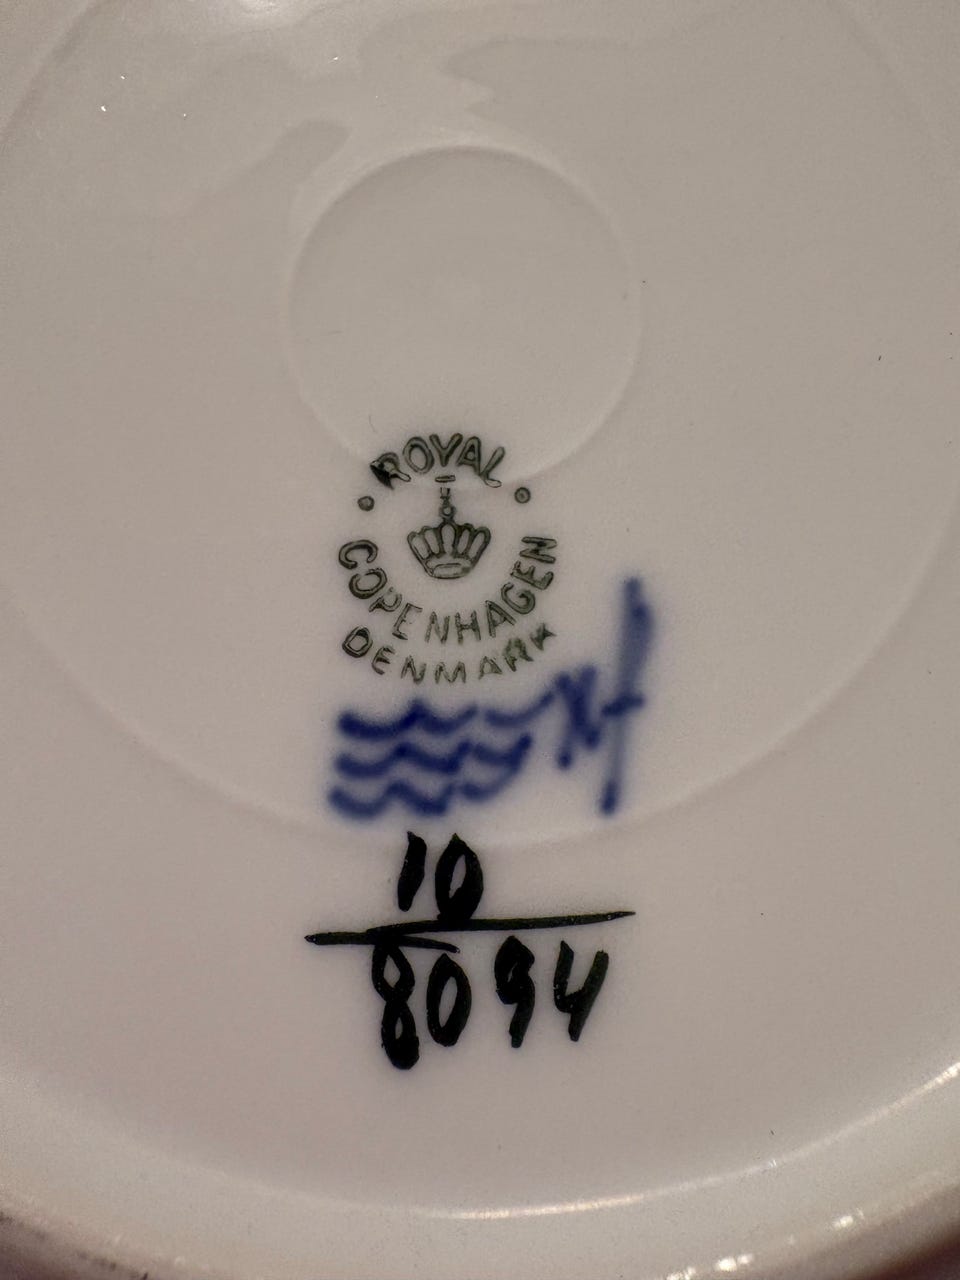 ROYAL
COPENHAGEN
DENMARK
10
8094